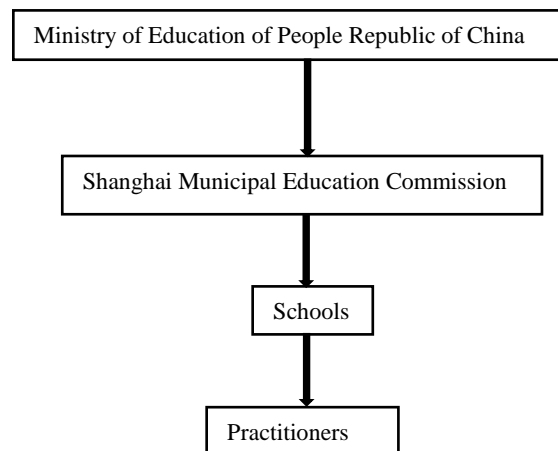 Ministry of Education of People Republic of China
Shanghai Municipal Education Commission
Schools
Practitioners